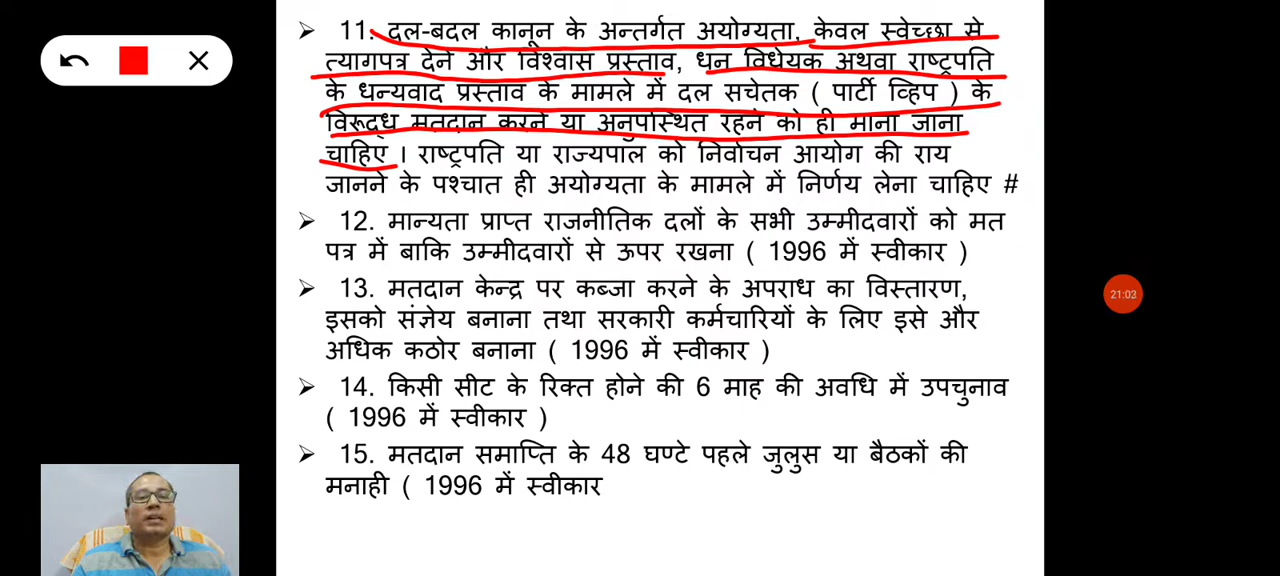 ➢ 11. दल-बदल कानून के अन्तर्गत अयोग्यता, केवल स्वेच्छा से
त्यागपत्र देने और विश्वास प्रस्ताव, धन विधेयक अथवा राष्ट्रपति
के धन्यवाद प्रस्ताव के मामले में दल सचेतक ( पार्टी व्हिप ) के
विरूद्ध मतदान करने या अनुपस्थित रहने को ही माना जाना
चाहिए । राष्ट्रपति या राज्यपाल को निर्वाचन आयोग की राय
जानने के पश्चात ही अयोग्यता के मामले में निर्णय लेना चाहिए #
➢ 12. मान्यता प्राप्त राजनीतिक दलों के सभी उम्मीदवारों को मत
पत्र में बाकि उम्मीदवारों से ऊपर रखना ( 1996 में स्वीकार )
➢ 13. मतदान केन्द्र पर कब्जा करने के अपराध का विस्तारण,
इसको संज्ञेय बनाना तथा सरकारी कर्मचारियों के लिए इसे और
अधिक कठोर बनाना ( 1996 में स्वीकार )
➢ 14. किसी सीट के रिक्त होने की 6 माह की अवधि में उपचुनाव
( 1996 में स्वीकार )
➢ 15. मतदान समाप्ति के 48 घण्टे पहले जुलुस या बैठकों की
मनाही ( 1996 में स्वीकार
21:03